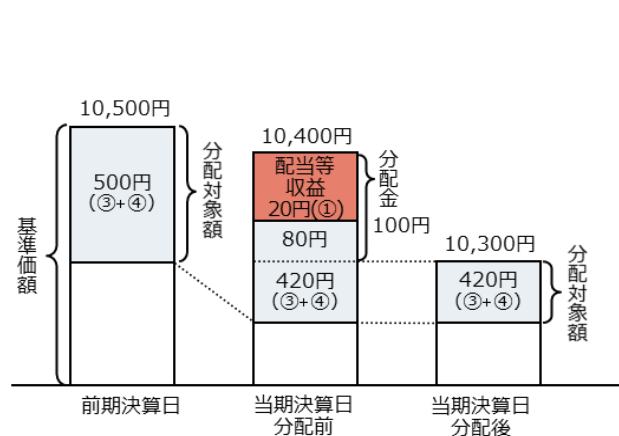 10,500円
500円
(③+④)
分配対象額
基準価額
10,400円
配当等
収益
20円(①)
80円
420円
(③+④)
分配金
100円
10,300円
420円
(③+④)
分配対象額
前期決算日
当期決算日
分配前
当期決算日
分配後